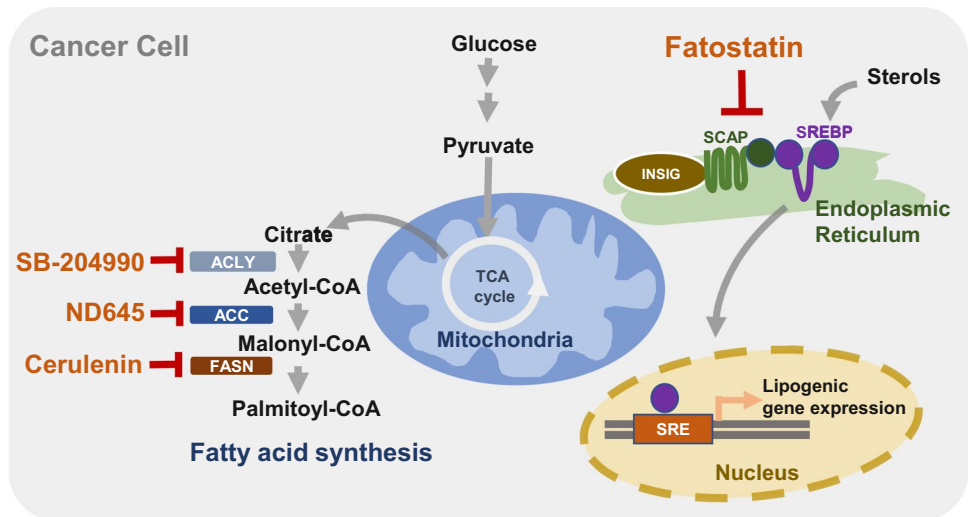 Cancer Cell
Glucose
Pyruvate
Fatostatin
Sterols
SCAP
SREBP
INSIG
Endoplasmic
Reticulum
Citrate
SB-204990
ACLY
Acetyl-CoA
ND645
ACC
Malonyl-CoA
Cerulenin
FASN
Palmitoyl-CoA
Fatty acid synthesis
TCA
cycle
Mitochondria
Lipogenic
gene expression
SRE
Nucleus